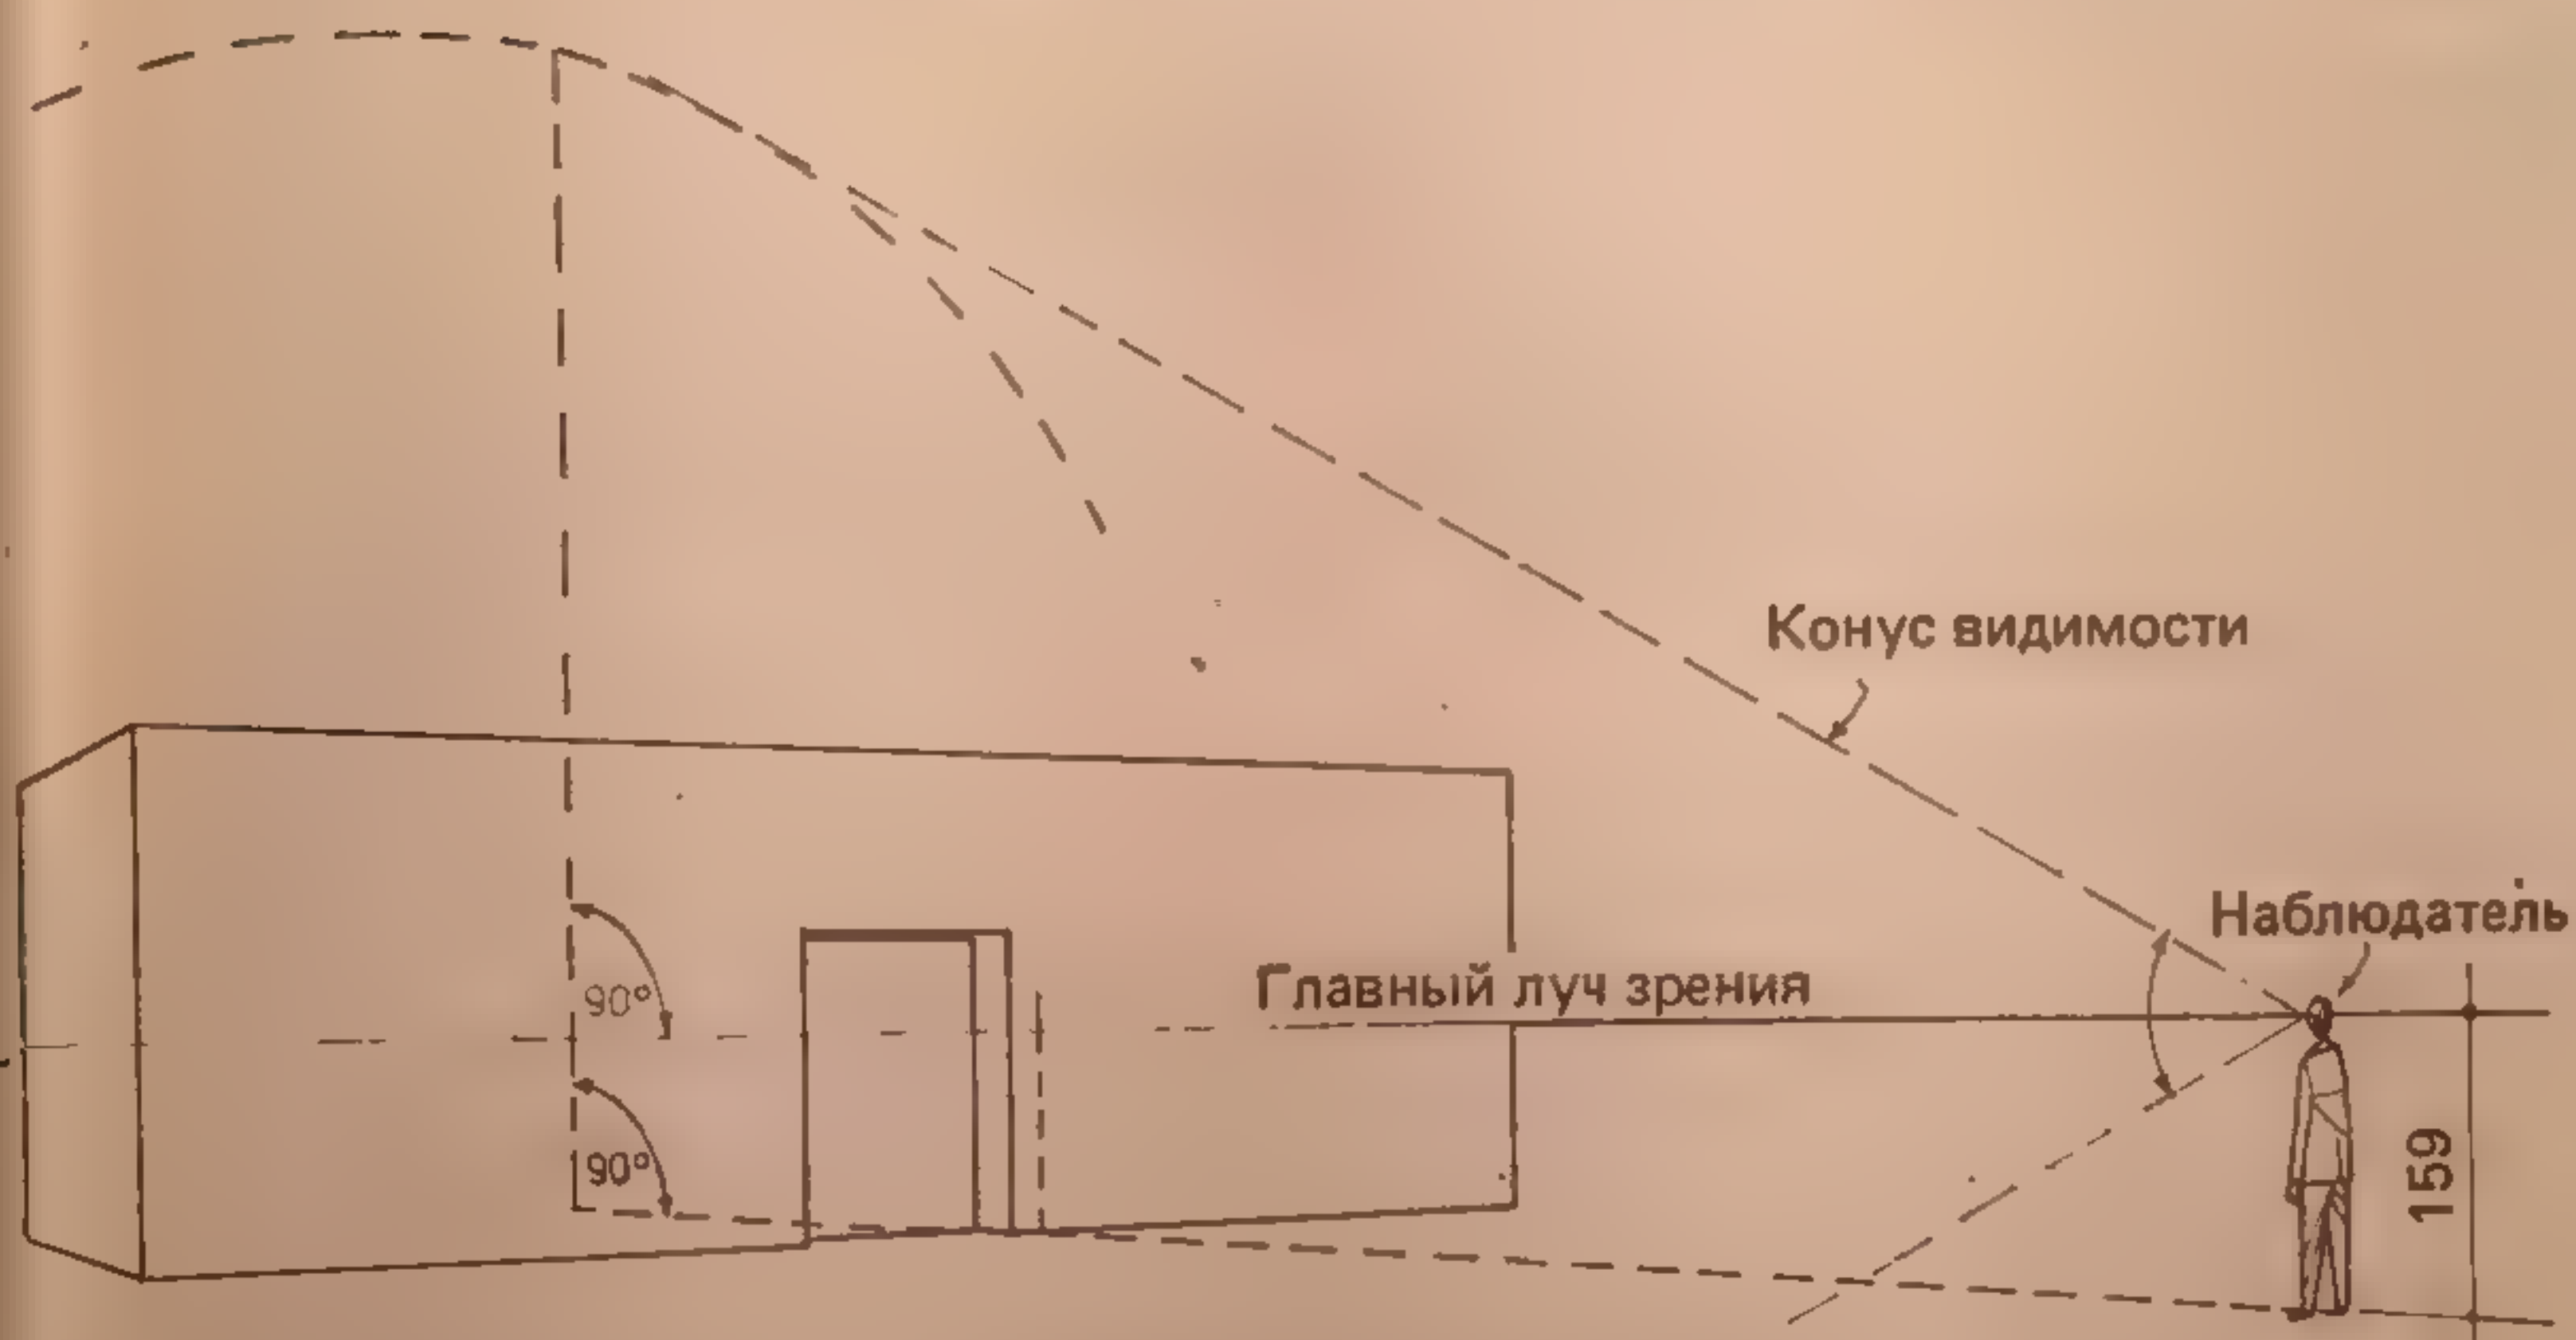 Конус видимости
Наблюдатель
Главный луч зрения
90°
90°
159